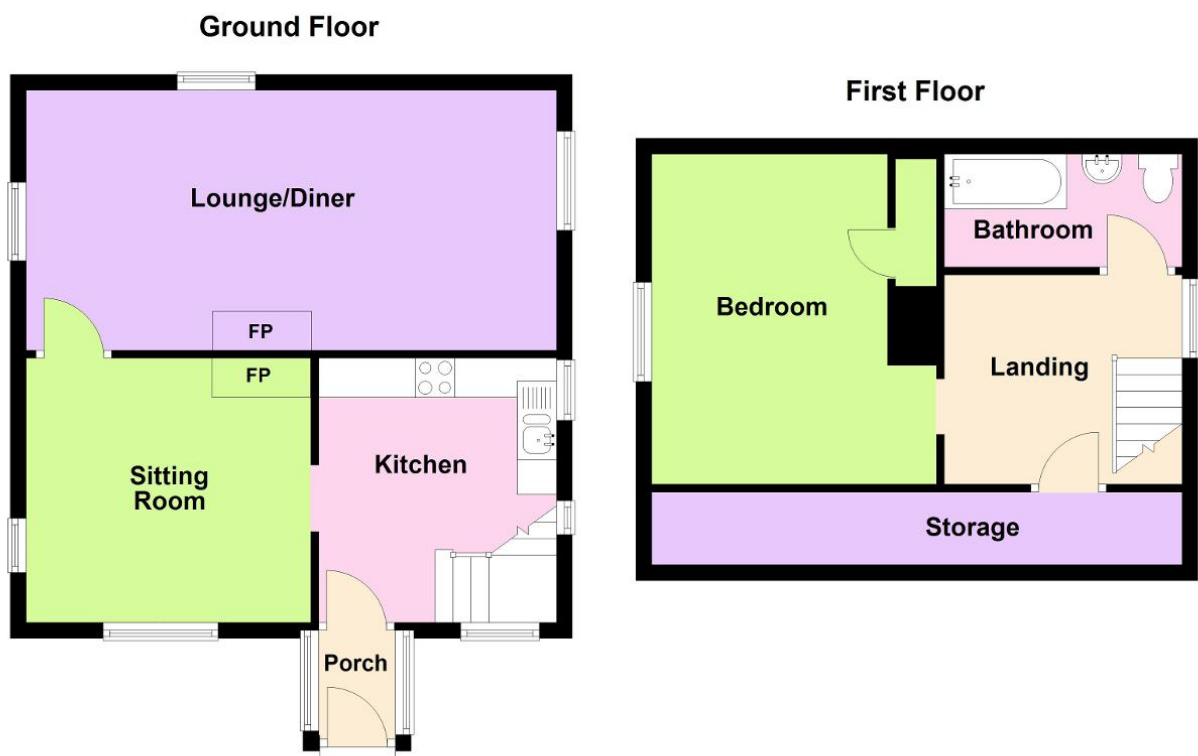 Ground Floor
Lounge/Diner
FP
FP
Sitting
Room
Kitchen
Porch
First Floor
Bathroom
Bedroom
Landing
Storage